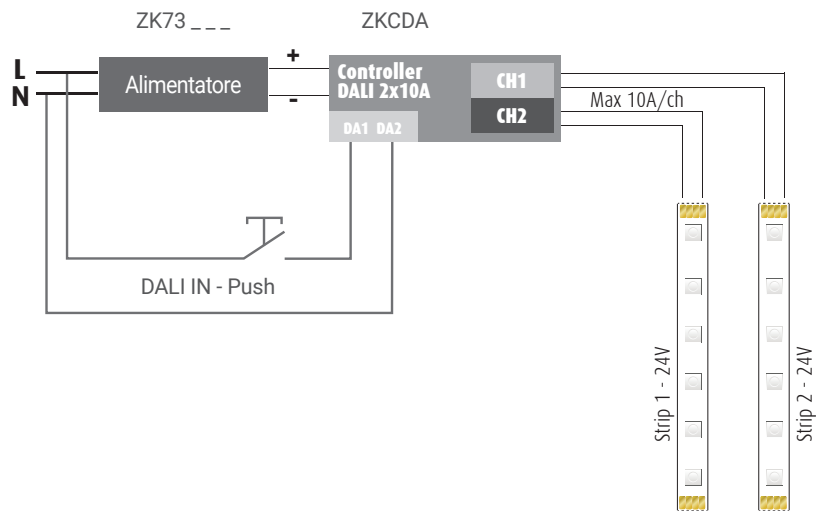 ZK73 _ _ _
ZKCDA
L
N
Alimentatore
+
-
Controller
DALI 2x10A
DA1 DA2
CH1
CH2
Max 10A/ch
DALI IN - Push
Strip 1 - 24V
Strip 2 - 24V